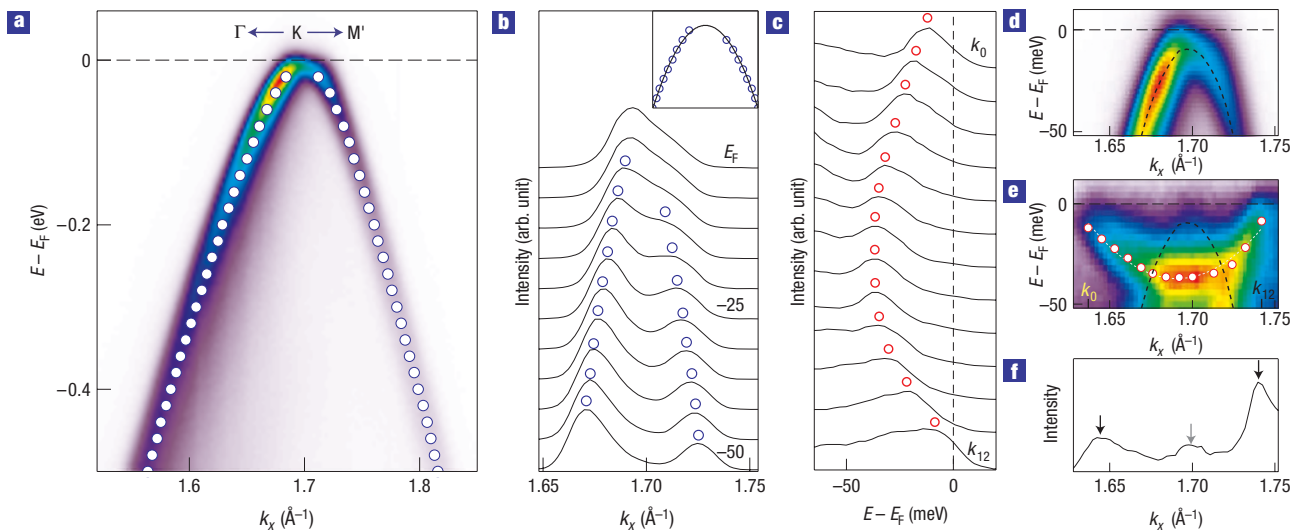 a
Γ ← K → M′
0
−0.2
−0.4
E − E_F (eV)
1.6
1.7
1.8
k_x (Å⁻¹)
b
Intensity (arb. unit)
E_F
−25
−50
1.65
1.70
1.75
k_x (Å⁻¹)
c
Intensity (arb. unit)
k_0
k_12
−50
0
E − E_F (meV)
d
E − E_F (meV)
0
−50
1.65
1.70
1.75
k_x (Å⁻¹)
e
E − E_F (meV)
0
−50
k_0
k_12
1.65
1.70
1.75
k_x (Å⁻¹)
f
Intensity
1.65
1.70
1.75
k_x (Å⁻¹)